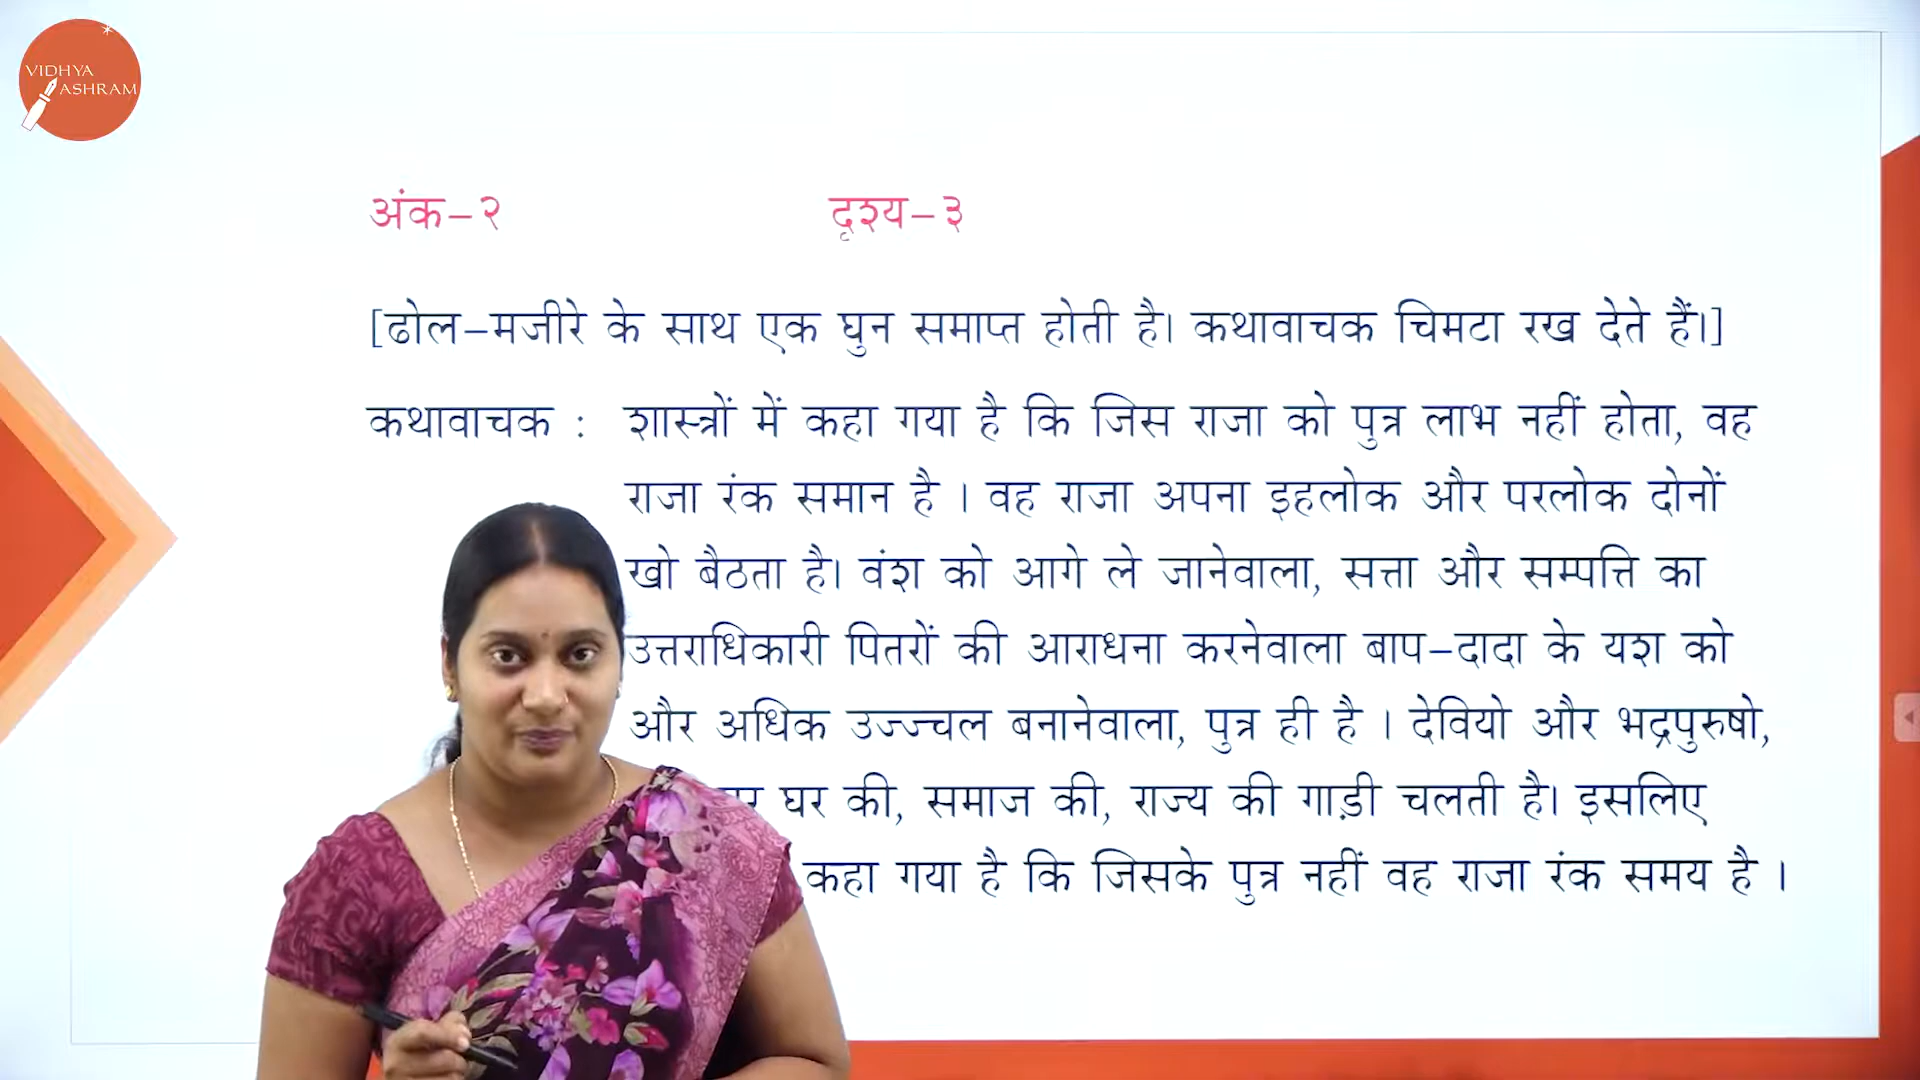 VIDHYA
ASHRAM
अंक-२ दृश्य-३
[ढोल-मजीरे के साथ एक घुन समाप्त होती है। कथावाचक चिमटा रख देते हैं।]
कथावाचक : शास्त्रों में कहा गया है कि जिस राजा को पुत्र लाभ नहीं होता, वह
राजा रंक समान है । वह राजा अपना इहलोक और परलोक दोनों
खो बैठता है। वंश को आगे ले जानेवाला, सत्ता और सम्पत्ति का
उत्तराधिकारी पितरों की आराधना करनेवाला बाप-दादा के यश को
और अधिक उज्ज्चल बनानेवाला, पुत्र ही है । देवियो और भद्रपुरुषो,
घर की, समाज की, राज्य की गाड़ी चलती है। इसलिए
कहा गया है कि जिसके पुत्र नहीं वह राजा रंक समय है ।